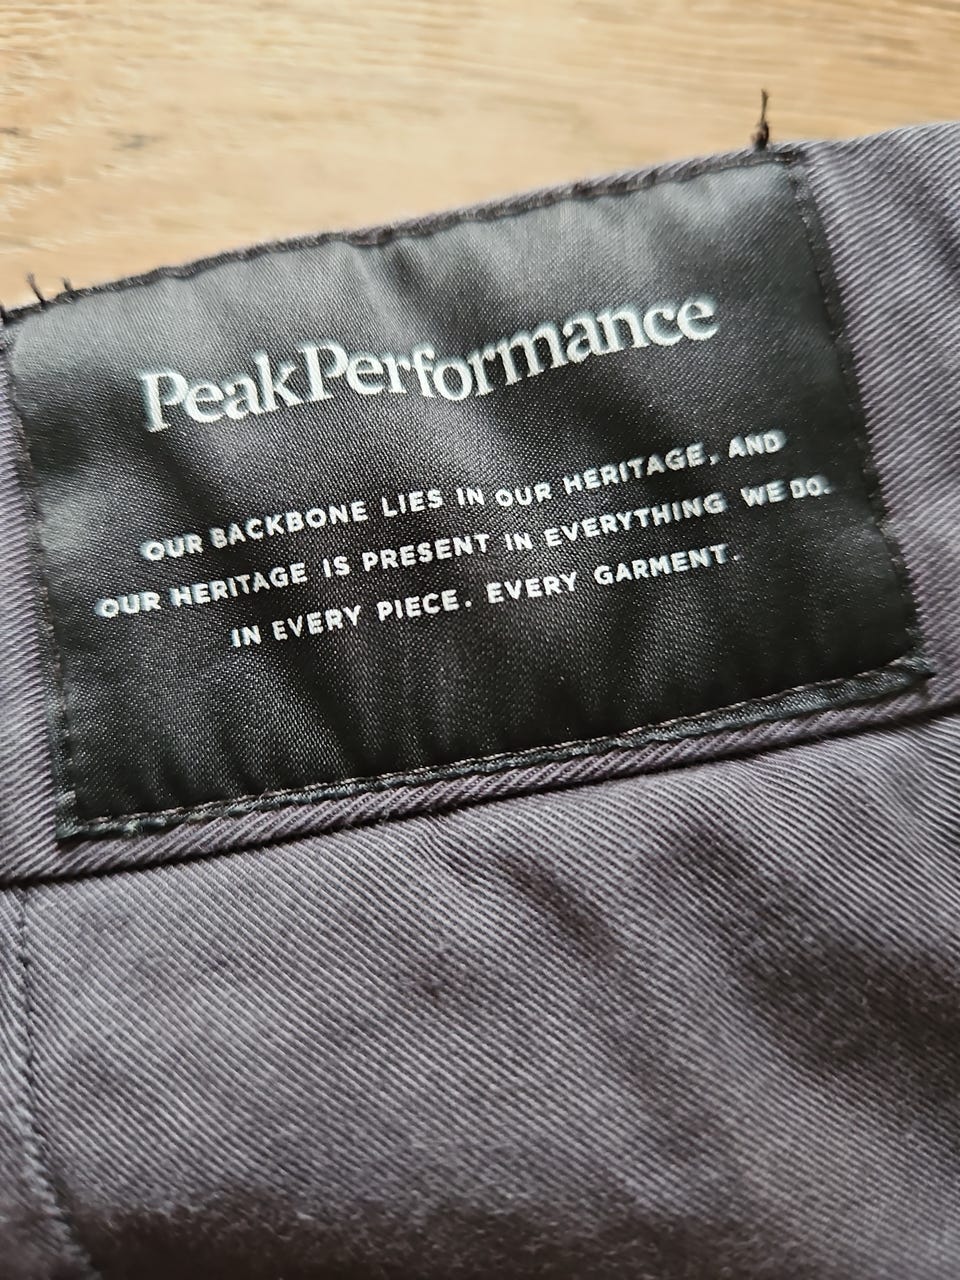 PeakPerformance
OUR BACKBONE LIES IN OUR HERITAGE, AND
OUR HERITAGE IS PRESENT IN EVERYTHING WE DO.
IN EVERY PIECE. EVERY GARMENT.